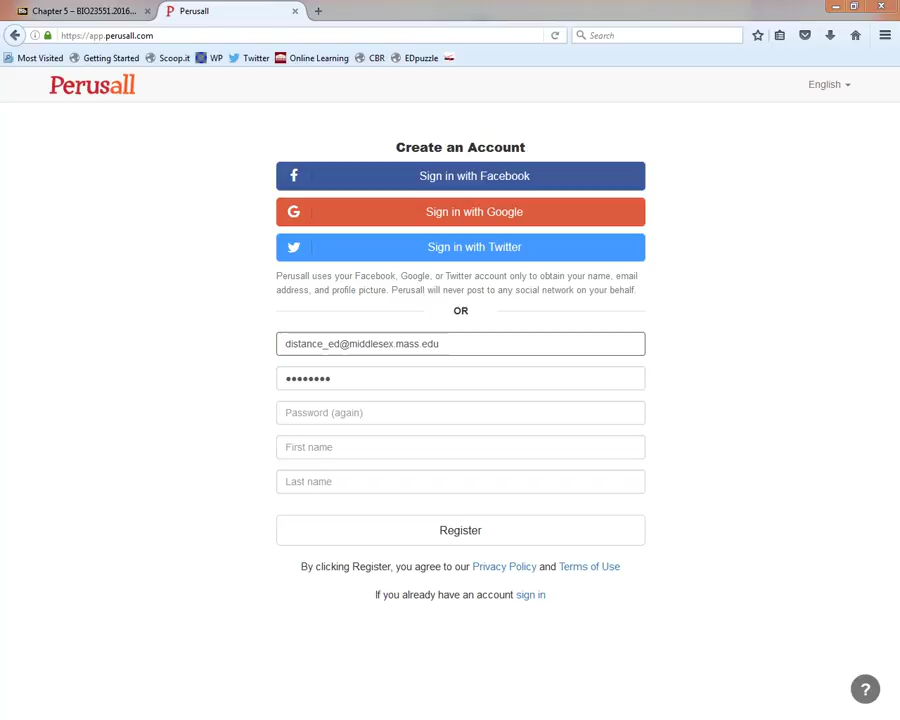 Chapter 5 – BIO23551.2016...
Perusall
https://app.perusall.com
Search
Most Visited
Getting Started
Scoop.it
WP
Twitter
Online Learning
CBR
EDpuzzle
Perusall
English
Create an Account
Sign in with Facebook
Sign in with Google
Sign in with Twitter
Perusall uses your Facebook, Google, or Twitter account only to obtain your name, email
address, and profile picture. Perusall will never post to any social network on your behalf.
OR
distance_ed@middlesex.mass.edu
••••••••
Password (again)
First name
Last name
Register
By clicking Register, you agree to our Privacy Policy and Terms of Use
If you already have an account sign in
?